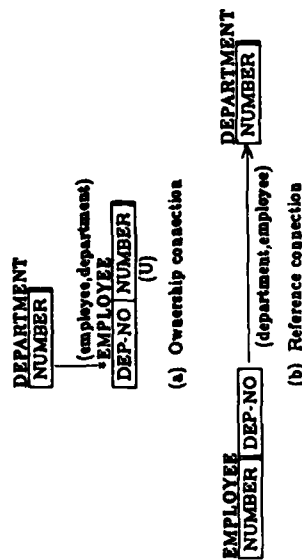 DEPARTMENT
NUMBER
(employee,department)
*EMPLOYEE
DEP-NO NUMBER
(U)
(a) Ownership connection
EMPLOYEE
NUMBER DEP-NO
(department,employee)
DEPARTMENT
NUMBER
(b) Reference connection